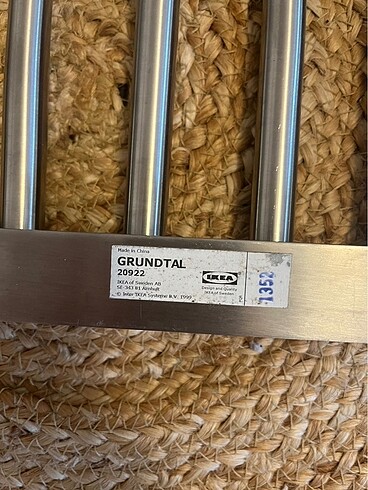 Made in China
GRUNDTAL
20922
IKEA of Sweden AB
SE-343 81 Älmhult
© Inter IKEA Systems B.V. 1999
IKEA
Design and quality
IKEA of Sweden
1352